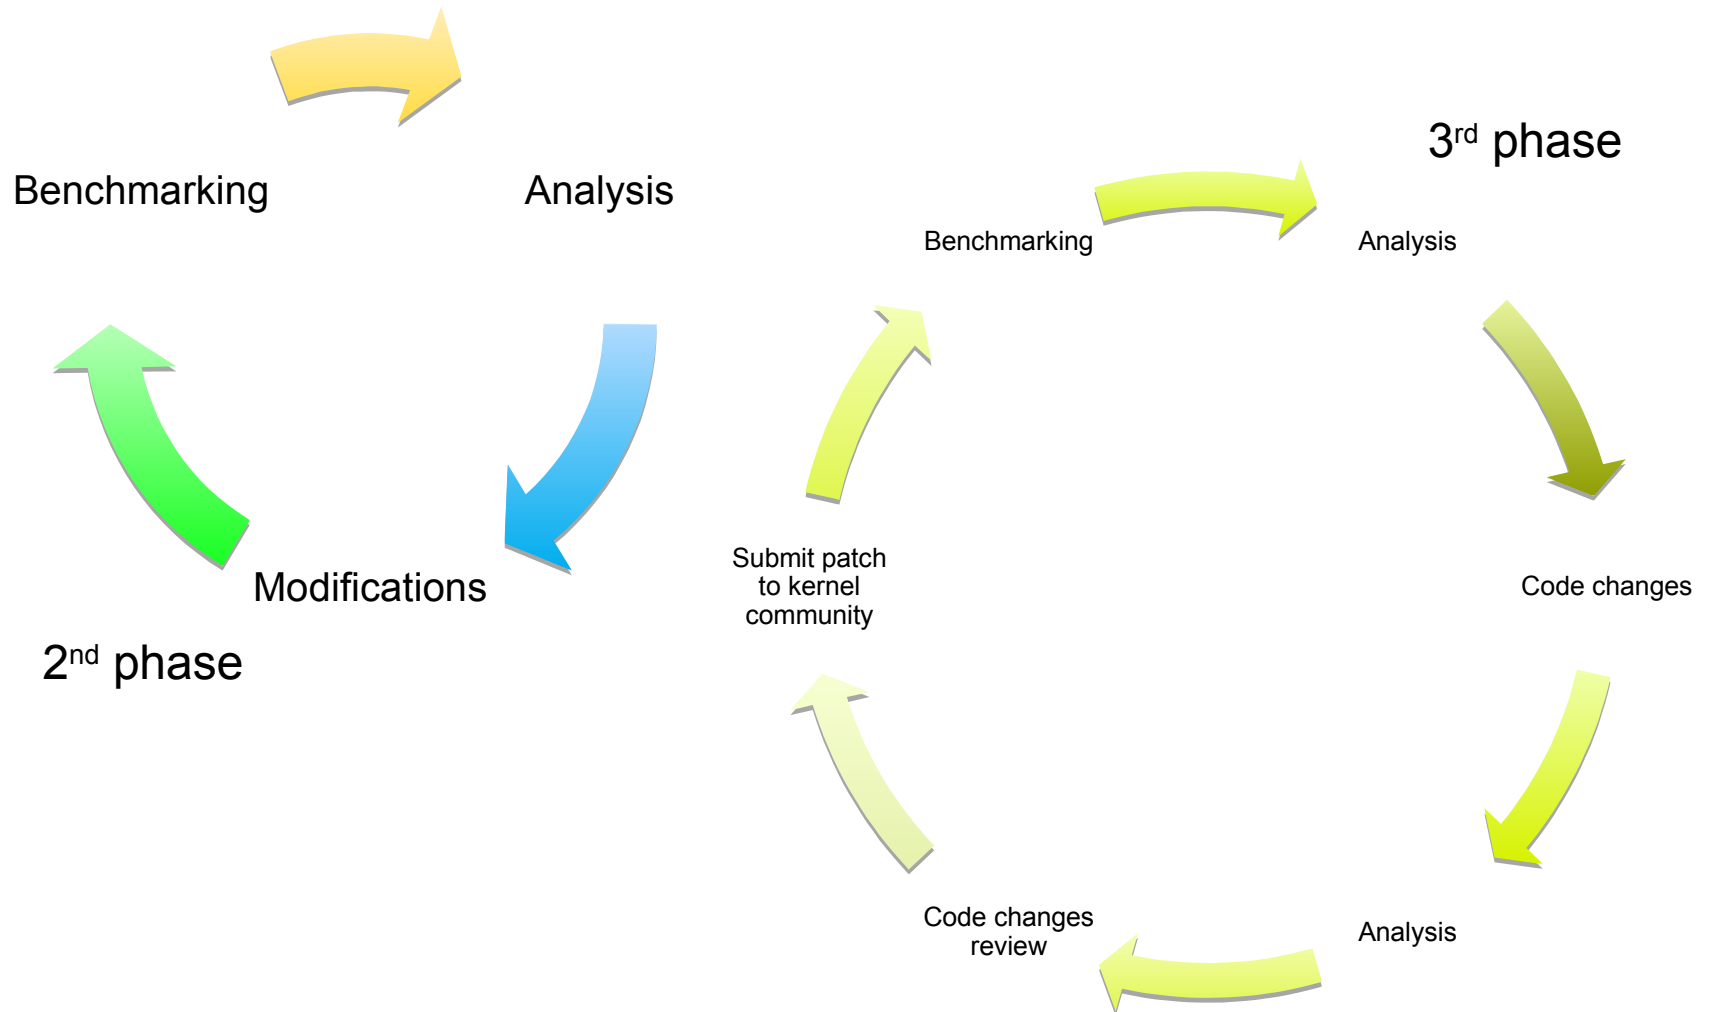 Benchmarking
Analysis
Modifications
2nd phase
3rd phase
Benchmarking
Analysis
Code changes
Analysis
Code changes
review
Submit patch
to kernel
community